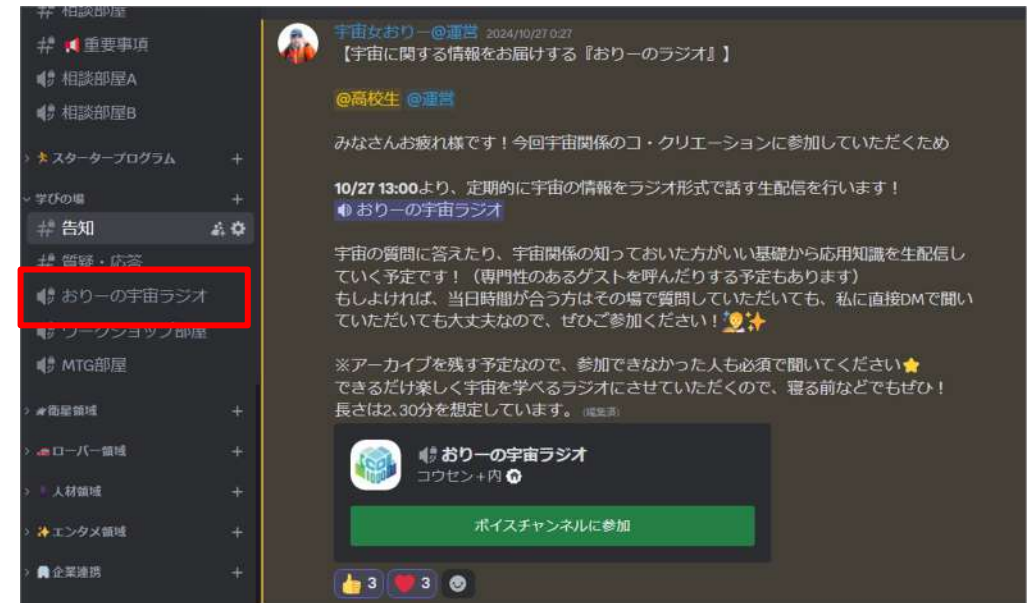 相談部屋
重要事項
相談部屋A
相談部屋B
スタータープログラム
学びの場
告知
質疑・応答
おりーの宇宙ラジオ
ワークショップ部屋
MTG部屋
衛星領域
ローバー領域
人材領域
エンタメ領域
企業連携
宇宙女おりー@運営 2024/10/27 0:27
【宇宙に関する情報をお届けする『おりーのラジオ』】
@高校生 @運営
みなさんお疲れ様です！今回宇宙関係のコ・クリエーションに参加していただくため
10/27 13:00より、定期的に宇宙の情報をラジオ形式で話す生配信を行います！
おりーの宇宙ラジオ
宇宙の質問に答えたり、宇宙関係の知っておいた方がいい基礎から応用知識を生配信し
ていく予定です！（専門性のあるゲストを呼んだりする予定もあります）
もしよければ、当日時間が合う方はその場で質問していただいても、私に直接DMで聞い
ていただいても大丈夫なので、ぜひご参加ください！
※アーカイブを残す予定なので、参加できなかった人も必須で聞いてください
できるだけ楽しく宇宙を学べるラジオにさせていただくので、寝る前などでもぜひ！
長さは2､30分を想定しています。 (編集済)
おりーの宇宙ラジオ
コウセン+内
ボイスチャンネルに参加
3 3